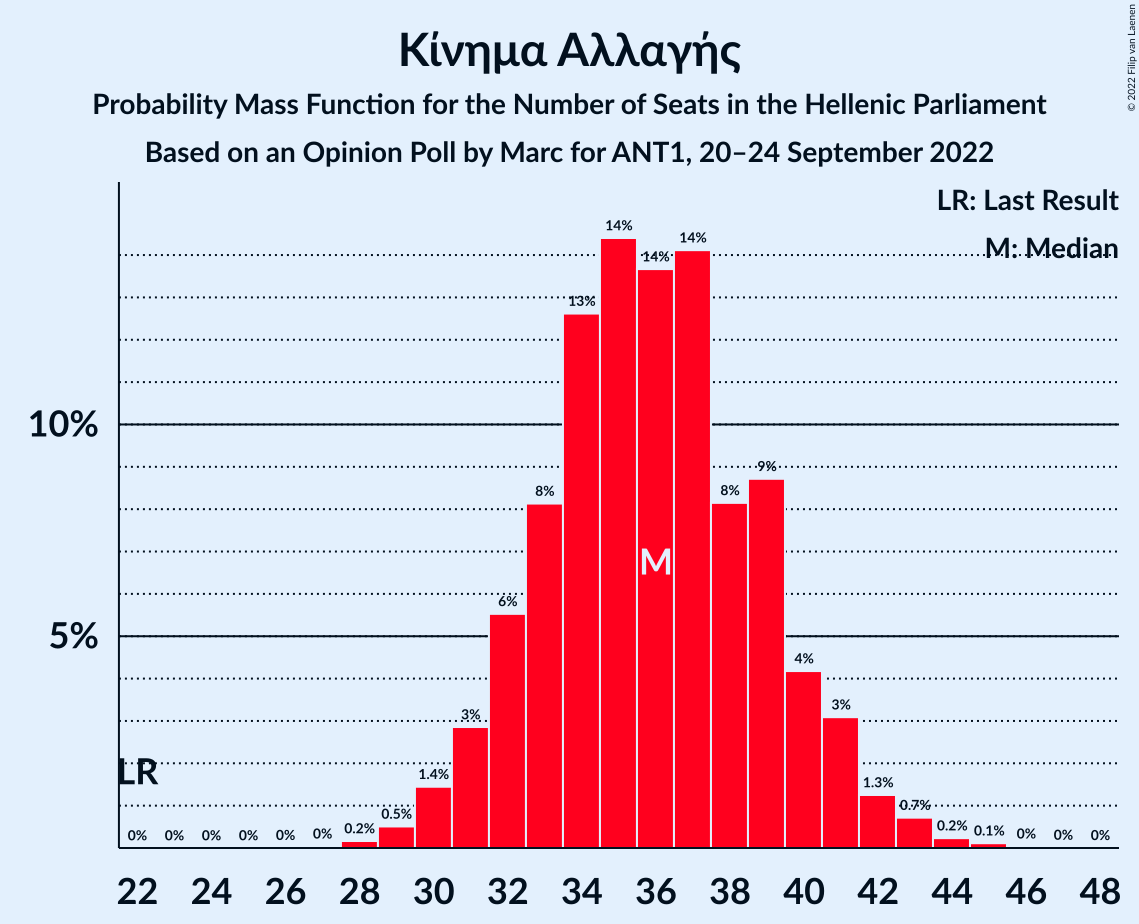 Κίνημα Αλλαγής
Probability Mass Function for the Number of Seats in the Hellenic Parliament
Based on an Opinion Poll by Marc for ANT1, 20–24 September 2022
© 2022 Filip van Laenen
LR: Last Result
M: Median
10%
5%
LR
M
0% 0% 0% 0% 0% 0% 0.2% 0.5% 1.4% 3% 6% 8% 13% 14% 14% 14% 8% 9% 4% 3% 1.3% 0.7% 0.2% 0.1% 0% 0% 0%
22 24 26 28 30 32 34 36 38 40 42 44 46 48